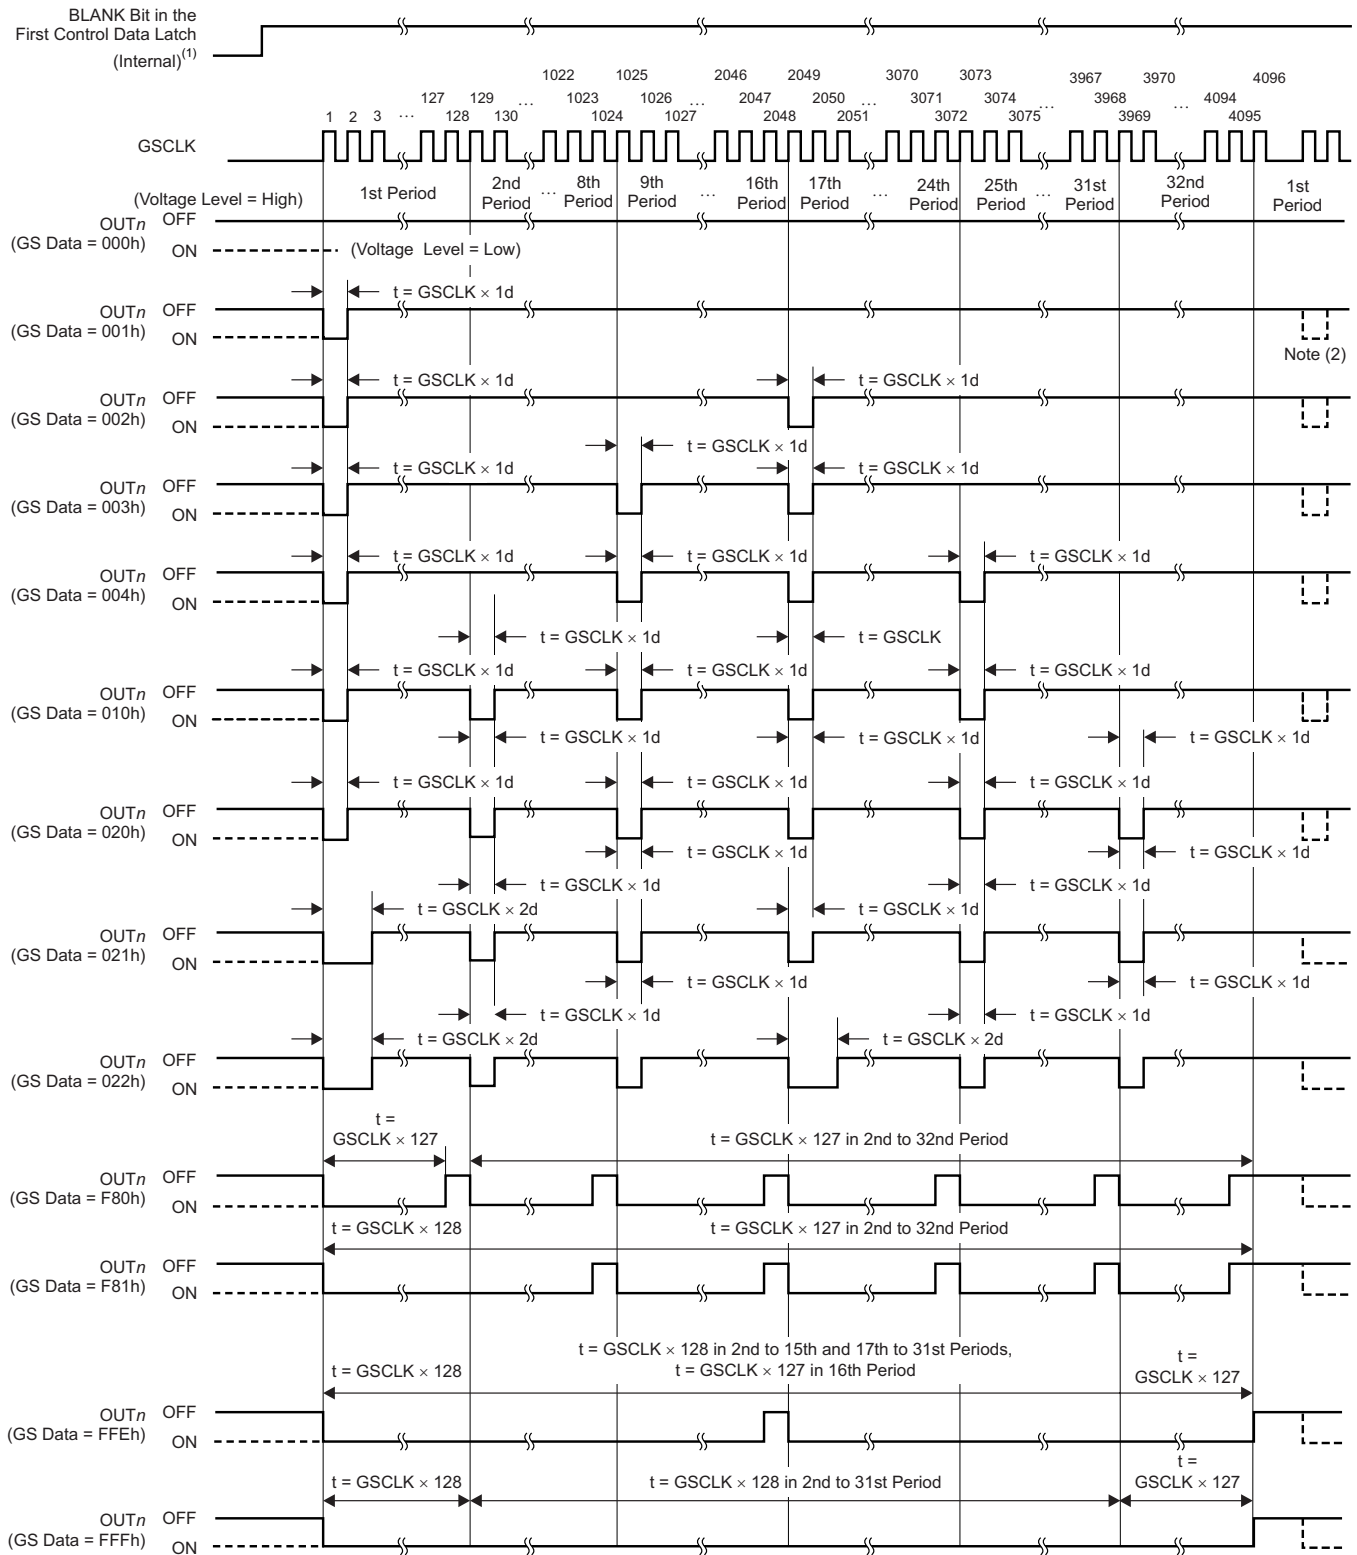 BLANK Bit in the
First Control Data Latch
(Internal)(1)
1022 1025 2046 2049 3070 3073 3967 3970 4096
127 129 ... 1023 1026 ... 2047 2050 ... 3071 3074 ... 3968 ... 4094
1 2 3 ... 128 130 1024 1027 2048 2051 3072 3075 3969 4095
GSCLK
(Voltage Level = High)
1st Period
2nd Period
...
8th Period
9th Period
...
16th Period
17th Period
...
24th Period
25th Period
...
31st Period
32nd Period
1st Period
OUTn OFF
(GS Data = 000h)
ON
(Voltage Level = Low)
t = GSCLK × 1d
OUTn OFF
(GS Data = 001h)
ON
Note (2)
t = GSCLK × 1d t = GSCLK × 1d
OUTn OFF
(GS Data = 002h)
ON
t = GSCLK × 1d
t = GSCLK × 1d t = GSCLK × 1d
OUTn OFF
(GS Data = 003h)
ON
t = GSCLK × 1d t = GSCLK × 1d t = GSCLK × 1d t = GSCLK × 1d
OUTn OFF
(GS Data = 004h)
ON
t = GSCLK × 1d t = GSCLK
t = GSCLK × 1d t = GSCLK × 1d t = GSCLK × 1d
OUTn OFF
(GS Data = 010h)
ON
t = GSCLK × 1d t = GSCLK × 1d t = GSCLK × 1d
t = GSCLK × 1d t = GSCLK × 1d t = GSCLK × 1d
OUTn OFF
(GS Data = 020h)
ON
t = GSCLK × 1d t = GSCLK × 1d
t = GSCLK × 1d t = GSCLK × 1d
t = GSCLK × 2d t = GSCLK × 1d
OUTn OFF
(GS Data = 021h)
ON
t = GSCLK × 1d t = GSCLK × 1d
t = GSCLK × 1d t = GSCLK × 1d
t = GSCLK × 2d t = GSCLK × 2d
OUTn OFF
(GS Data = 022h)
ON
t =
GSCLK × 127
t = GSCLK × 127 in 2nd to 32nd Period
OUTn OFF
(GS Data = F80h)
ON
t = GSCLK × 128 t = GSCLK × 127 in 2nd to 32nd Period
OUTn OFF
(GS Data = F81h)
ON
t = GSCLK × 128
t = GSCLK × 128 in 2nd to 15th and 17th to 31st Periods,
t = GSCLK × 127 in 16th Period
t =
GSCLK × 127
OUTn OFF
(GS Data = FFEh)
ON
t = GSCLK × 128
t = GSCLK × 128 in 2nd to 31st Period
t =
GSCLK × 127
OUTn OFF
(GS Data = FFFh)
ON